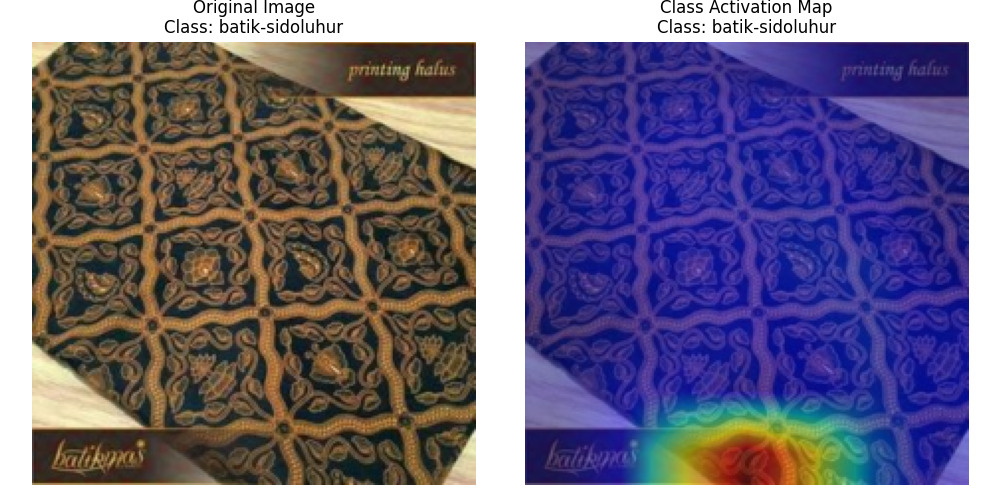 Original Image
Class: batik-sidoluhur
printing halus
batikmas
Class Activation Map
Class: batik-sidoluhur
printing halus
batikmas